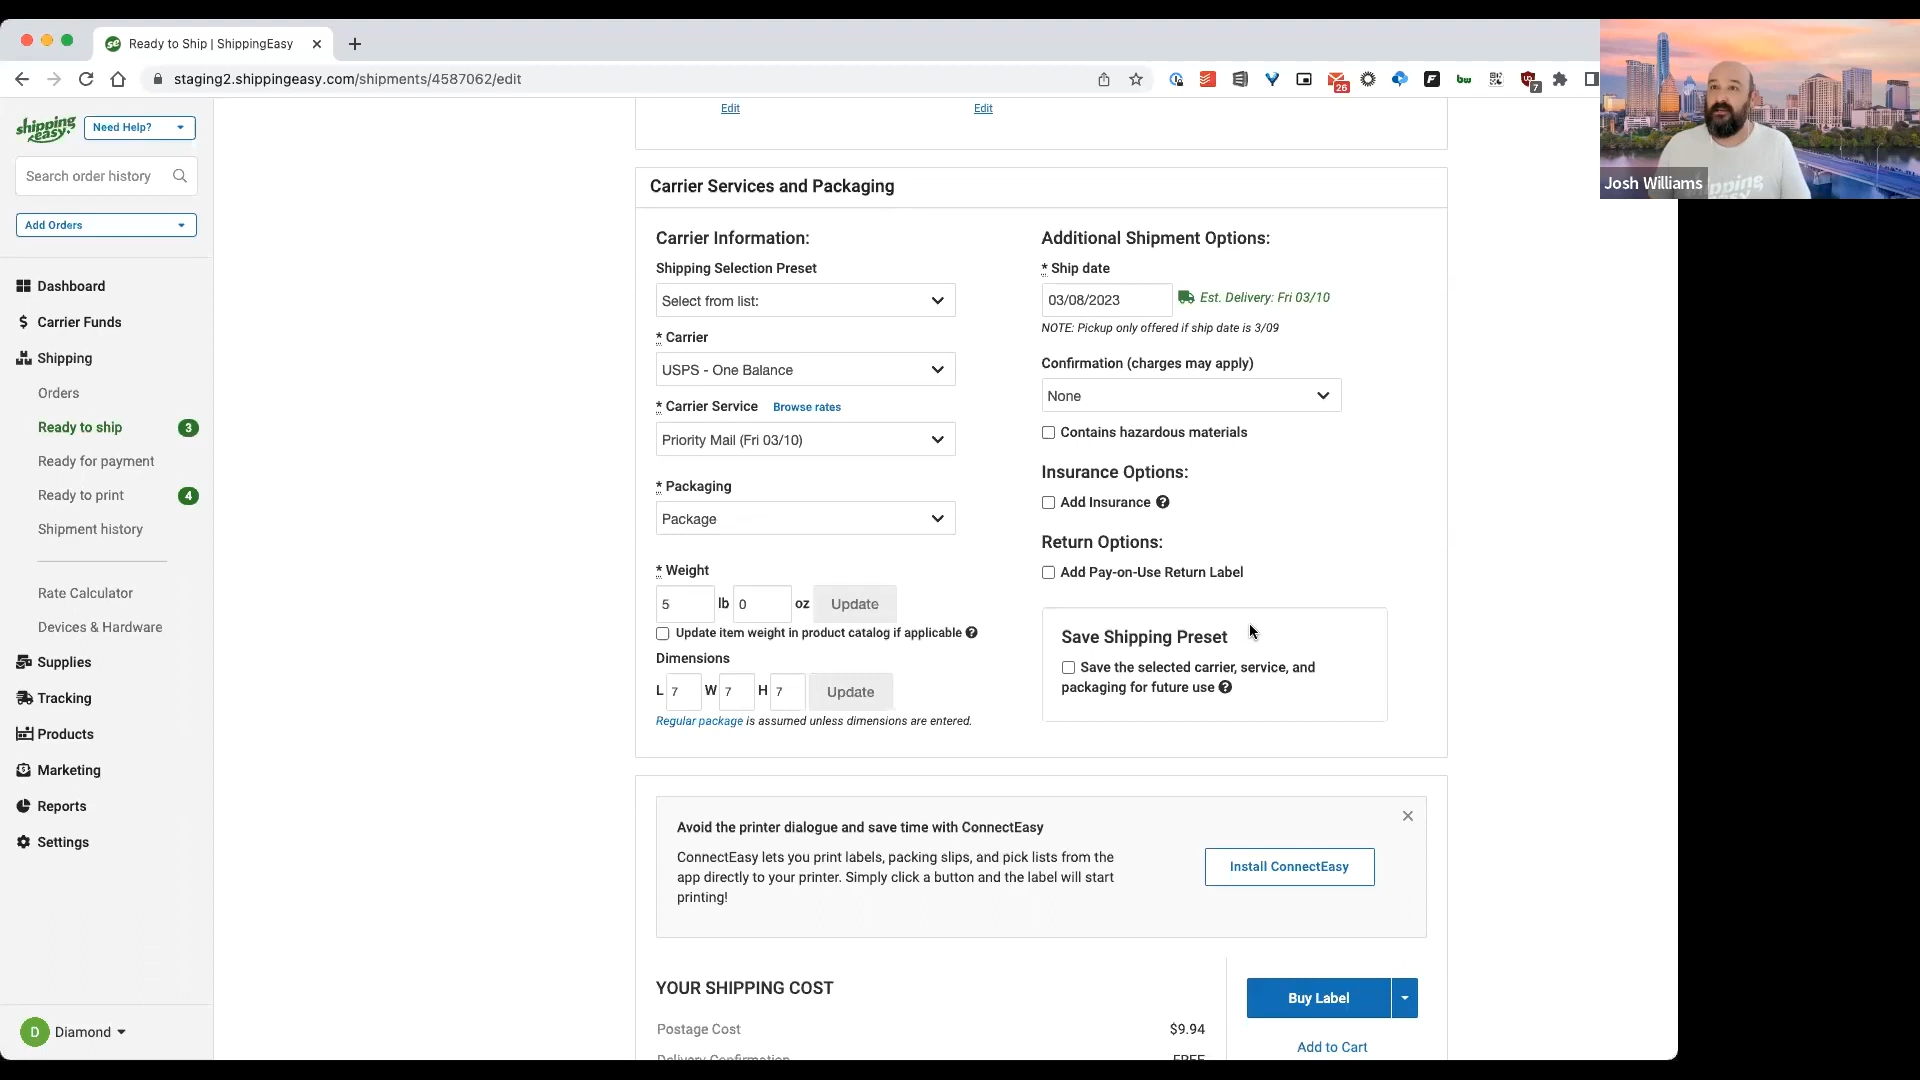 Ready to Ship | ShippingEasy
staging2.shippingeasy.com/shipments/4587062/edit
26
7
Josh Williams
shipping easy
Need Help?
Search order history
Add Orders
Dashboard
Carrier Funds
Shipping
Orders
Ready to ship 3
Ready for payment
Ready to print 4
Shipment history
Rate Calculator
Devices & Hardware
Supplies
Tracking
Products
Marketing
Reports
Settings
D Diamond
Edit
Edit
Carrier Services and Packaging
Carrier Information:
Shipping Selection Preset
Select from list:
* Carrier
USPS - One Balance
* Carrier Service Browse rates
Priority Mail (Fri 03/10)
* Packaging
Package
* Weight
5 lb 0 oz Update
Update item weight in product catalog if applicable
Dimensions
L 7 W 7 H 7 Update
Regular package is assumed unless dimensions are entered.
Additional Shipment Options:
* Ship date
03/08/2023 Est. Delivery: Fri 03/10
NOTE: Pickup only offered if ship date is 3/09
Confirmation (charges may apply)
None
Contains hazardous materials
Insurance Options:
Add Insurance
Return Options:
Add Pay-on-Use Return Label
Save Shipping Preset
Save the selected carrier, service, and
packaging for future use
Avoid the printer dialogue and save time with ConnectEasy
ConnectEasy lets you print labels, packing slips, and pick lists from the
app directly to your printer. Simply click a button and the label will start
printing!
Install ConnectEasy
YOUR SHIPPING COST
Postage Cost $9.94
Delivery Confirmation FREE
Buy Label
Add to Cart